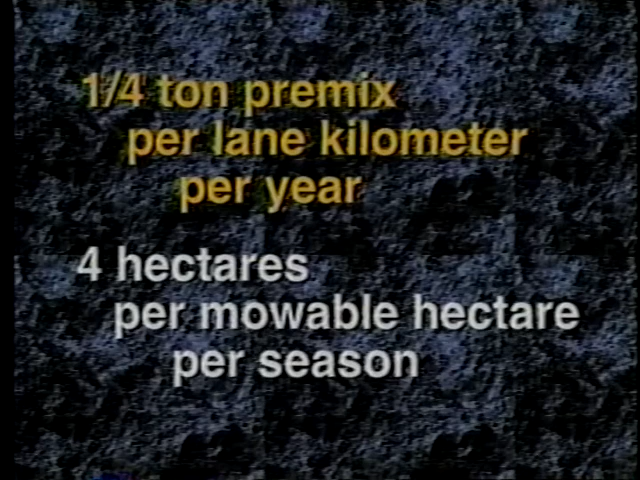 1/4 ton premix
per lane kilometer
per year
4 hectares
per mowable hectare
per season